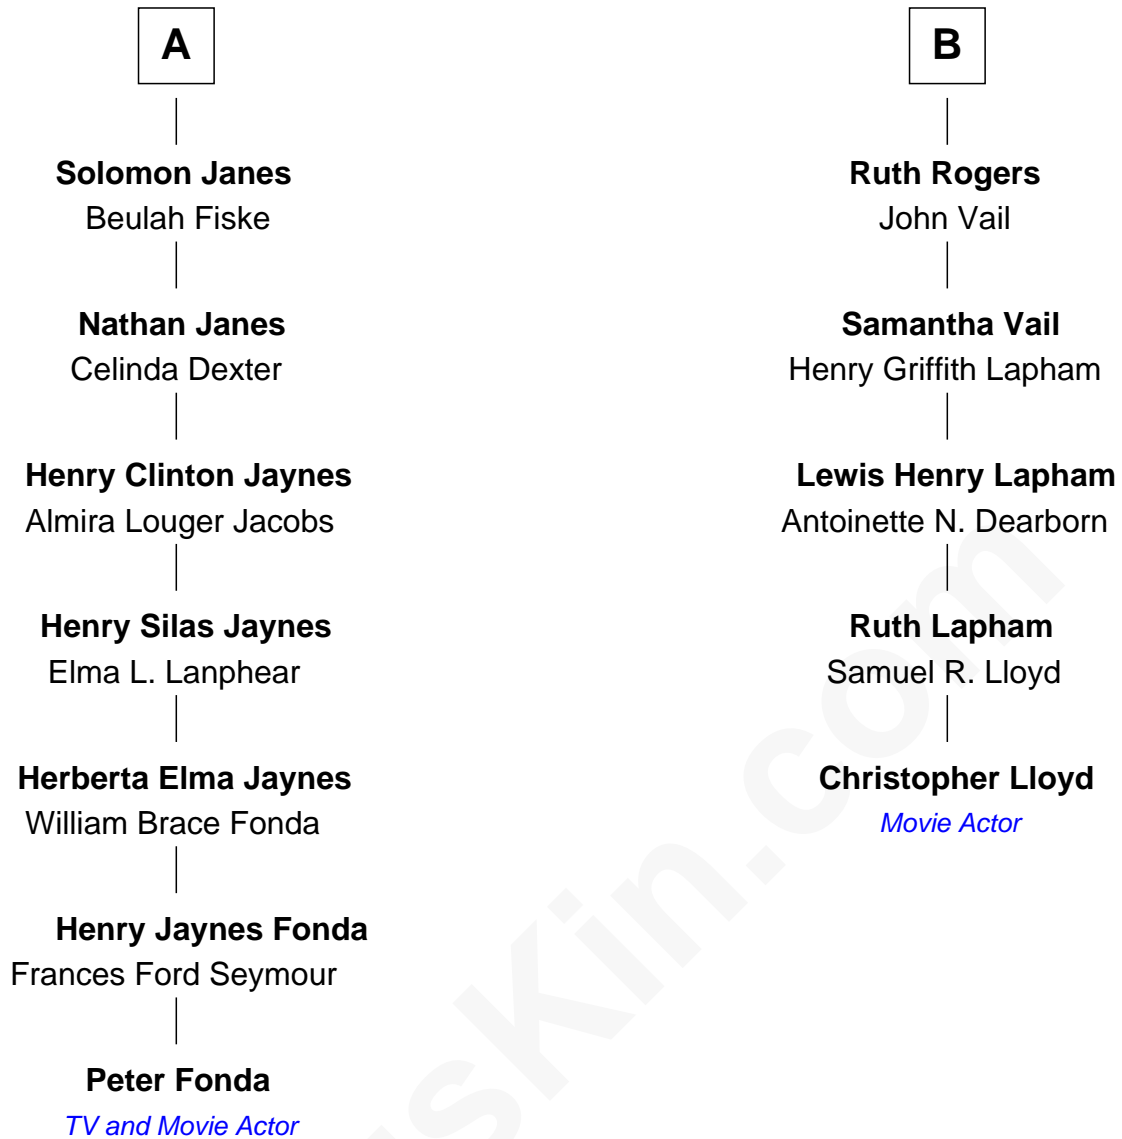 A
Solomon Janes
Beulah Fiske
Nathan Janes
Celinda Dexter
Henry Clinton Jaynes
Almira Louger Jacobs
Henry Silas Jaynes
Elma L. Lanphear
Herberta Elma Jaynes
William Brace Fonda
Henry Jaynes Fonda
Frances Ford Seymour
Peter Fonda
TV and Movie Actor
B
Ruth Rogers
John Vail
Samantha Vail
Henry Griffith Lapham
Lewis Henry Lapham
Antoinette N. Dearborn
Ruth Lapham
Samuel R. Lloyd
Christopher Lloyd
Movie Actor